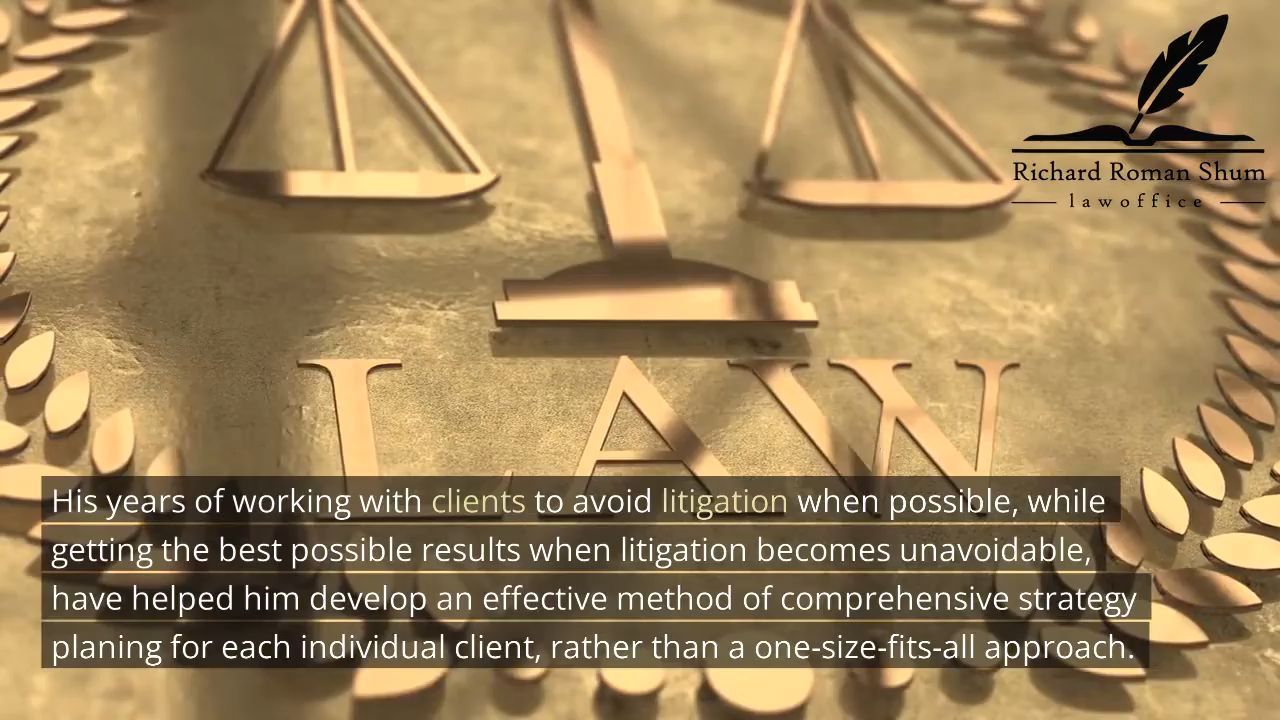 Richard Roman Shum
lawoffice
LAW
His years of working with clients to avoid litigation when possible, while
getting the best possible results when litigation becomes unavoidable,
have helped him develop an effective method of comprehensive strategy
planing for each individual client, rather than a one-size-fits-all approach.